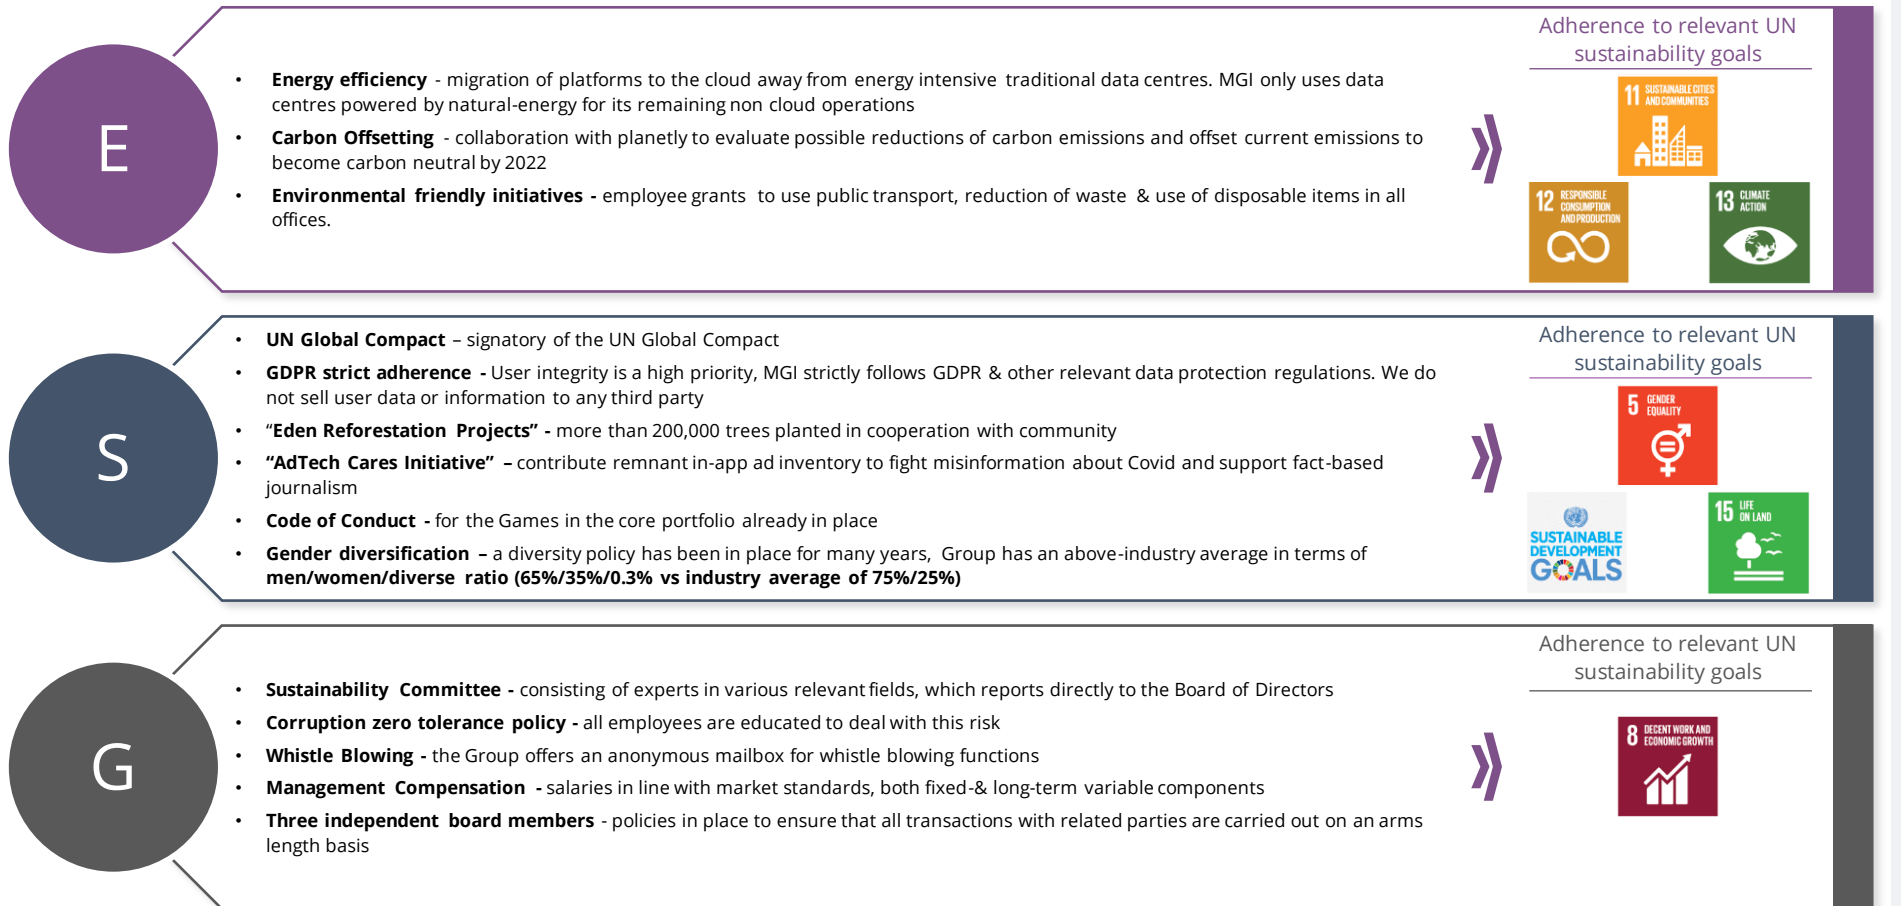 E
• Energy efficiency - migration of platforms to the cloud away from energy intensive traditional data centres. MGI only uses data
centres powered by natural-energy for its remaining non cloud operations
• Carbon Offsetting - collaboration with planetly to evaluate possible reductions of carbon emissions and offset current emissions to
become carbon neutral by 2022
• Environmental friendly initiatives - employee grants to use public transport, reduction of waste & use of disposable items in all
offices.
Adherence to relevant UN
sustainability goals
11 SUSTAINABLE CITIES
AND COMMUNITIES
12 RESPONSIBLE
CONSUMPTION
AND PRODUCTION
13 CLIMATE
ACTION
S
• UN Global Compact – signatory of the UN Global Compact
• GDPR strict adherence - User integrity is a high priority, MGI strictly follows GDPR & other relevant data protection regulations. We do
not sell user data or information to any third party
• “Eden Reforestation Projects” - more than 200,000 trees planted in cooperation with community
• “AdTech Cares Initiative” – contribute remnant in-app ad inventory to fight misinformation about Covid and support fact-based
journalism
• Code of Conduct - for the Games in the core portfolio already in place
• Gender diversification – a diversity policy has been in place for many years, Group has an above-industry average in terms of
men/women/diverse ratio (65%/35%/0.3% vs industry average of 75%/25%)
Adherence to relevant UN
sustainability goals
5 GENDER
EQUALITY
SUSTAINABLE
DEVELOPMENT
GOALS
15 LIFE
ON LAND
G
• Sustainability Committee - consisting of experts in various relevant fields, which reports directly to the Board of Directors
• Corruption zero tolerance policy - all employees are educated to deal with this risk
• Whistle Blowing - the Group offers an anonymous mailbox for whistle blowing functions
• Management Compensation - salaries in line with market standards, both fixed-& long-term variable components
• Three independent board members - policies in place to ensure that all transactions with related parties are carried out on an arms
length basis
Adherence to relevant UN
sustainability goals
8 DECENT WORK AND
ECONOMIC GROWTH